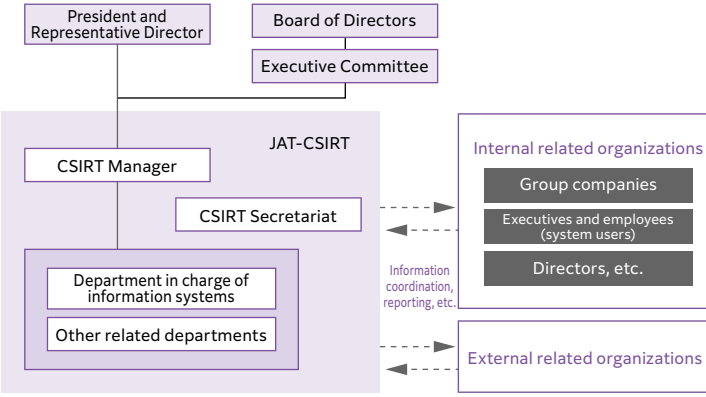 President and
Representative Director
Board of Directors
Executive Committee
JAT-CSIRT
CSIRT Manager
CSIRT Secretariat
Department in charge of
information systems
Other related departments
Information
coordination,
reporting, etc.
Internal related organizations
Group companies
Executives and employees
(system users)
Directors, etc.
External related organizations